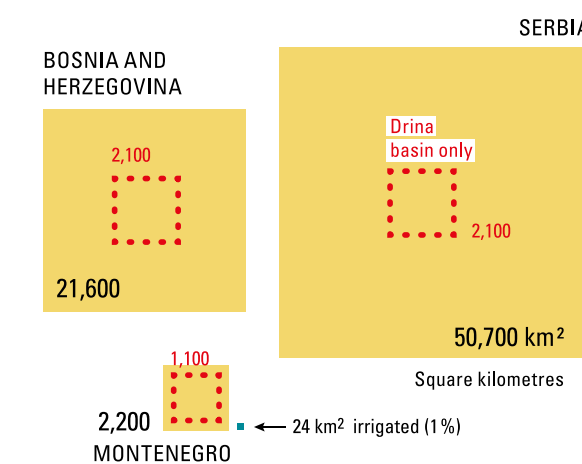 SERBIA
BOSNIA AND
HERZEGOVINA
Drina
basin only
2,100
2,100
21,600
50,700 km²
1,100
Square kilometres
2,200
24 km² irrigated (1%)
MONTENEGRO